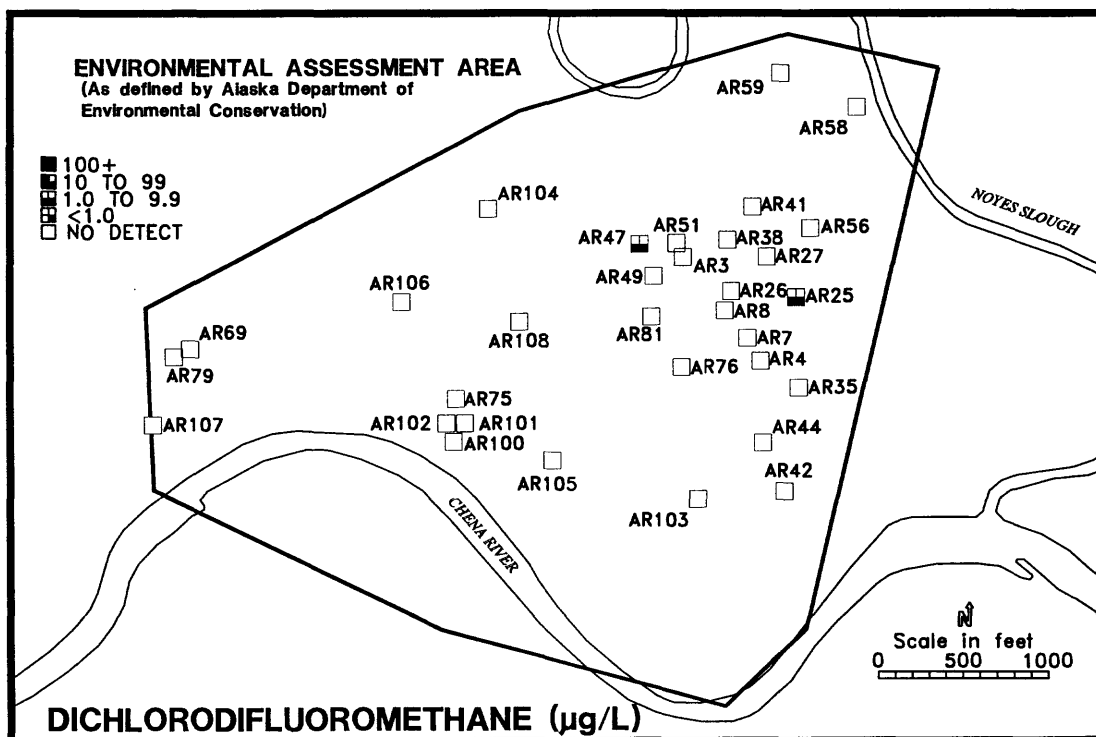 ENVIRONMENTAL ASSESSMENT AREA
(As defined by Alaska Department of
Environmental Conservation)
100+
10 TO 99
1.0 TO 9.9
<1.0
NO DETECT
AR59
AR58
NOYES SLOUGH
AR104
AR41
AR56
AR47
AR51
AR38
AR3
AR27
AR49
AR106
AR26
AR25
AR8
AR108
AR81
AR7
AR69
AR79
AR76
AR4
AR35
AR75
AR107
AR102
AR101
AR100
AR44
AR105
AR42
AR103
CHENA RIVER
N
Scale in feet
0 500 1000
DICHLORODIFLUOROMETHANE (µg/L)